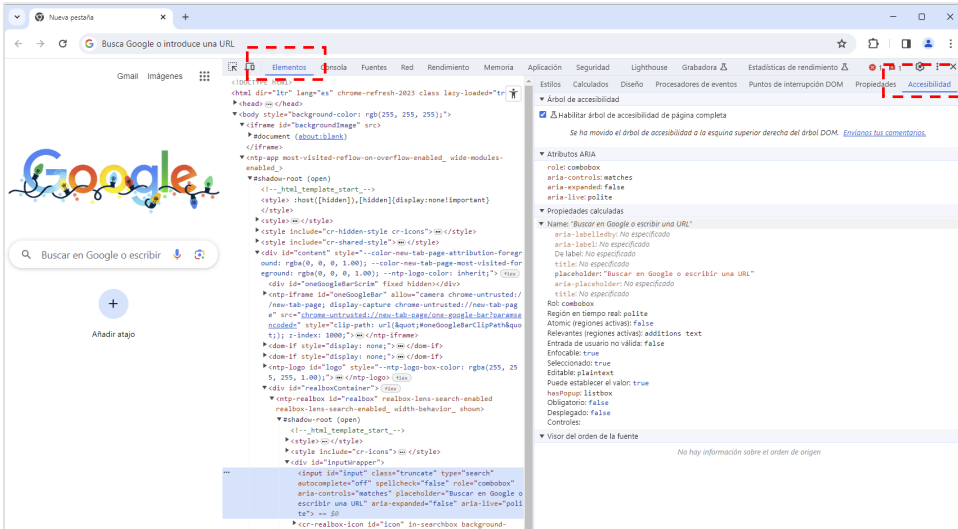 Nueva pestaña
Busca Google o introduce una URL
Gmail Imágenes
Google
Buscar en Google o escribir
Añadir atajo
Elementos Consola Fuentes Red Rendimiento Memoria Aplicación Seguridad Lighthouse Grabadora Estadísticas de rendimiento
<!DOCTYPE html>
<html dir="ltr" lang="es" chrome-refresh-2023 class lazy-loaded="tr
<head> </head>
<body style="background-color: rgb(255, 255, 255);">
<iframe id="backgroundImage" src>
#document (about:blank)
</iframe>
<ntp-app most-visited-reflow-on-overflow-enabled_ wide-modules-
enabled_>
#shadow-root (open)
<!--_html_template_start_-->
<style> :host([hidden]),[hidden]{display:none!important}
</style>
<style> </style>
<style include="cr-hidden-style cr-icons"> </style>
<style include="cr-shared-style"> </style>
<div id="content" style="--color-new-tab-page-attribution-foregr
ound: rgba(0, 0, 0, 1.00); --color-new-tab-page-most-visited-for
eground: rgba(0, 0, 0, 1.00); --ntp-logo-color: inherit;"> flex
<div id="oneGoogleBarScrim" fixed hidden></div>
<ntp-iframe id="oneGoogleBar" allow="camera chrome-untrusted:/
/new-tab-page; display-capture chrome-untrusted://new-tab-pag
e" src="chrome-untrusted://new-tab-page/one-google-bar?paramse
ncoded=" style="clip-path: url(&quot;#oneGoogleBarClipPath&quo
t;); z-index: 1000;"> </ntp-iframe>
<dom-if style="display: none;"> </dom-if>
<dom-if style="display: none;"> </dom-if>
<ntp-logo id="logo" style="--ntp-logo-box-color: rgba(255, 25
5, 255, 1.00);"> </ntp-logo> flex
<div id="realboxContainer"> flex
<ntp-realbox id="realbox" realbox-lens-search-enabled
realbox-lens-search-enabled_ width-behavior_ shown>
#shadow-root (open)
<!--_html_template_start_-->
<style> </style>
<style include="cr-icons"> </style>
<div id="inputWrapper">
<input id="input" class="truncate" type="search"
autocomplete="off" spellcheck="false" role="combobox"
aria-controls="matches" placeholder="Buscar en Google o
escribir una URL" aria-expanded="false" aria-live="poli
te"> == $0
<cr-realbox-icon id="icon" in-searchbox background-
Estilos Calculados Diseño Procesadores de eventos Puntos de interrupción DOM Propiedades Accesibilidad
Árbol de accesibilidad
Habilitar árbol de accesibilidad de página completa
Se ha movido el árbol de accesibilidad a la esquina superior derecha del árbol DOM. Envíanos tus comentarios.
Atributos ARIA
role: combobox
aria-controls: matches
aria-expanded: false
aria-live: polite
Propiedades calculadas
Name: "Buscar en Google o escribir una URL"
aria-labelledby: No especificado
aria-label: No especificado
De label: No especificado
title: No especificado
placeholder: "Buscar en Google o escribir una URL"
aria-placeholder: No especificado
title: No especificado
Rol: combobox
Región en tiempo real: polite
Atomic (regiones activas): false
Relevantes (regiones activas): additions text
Entrada de usuario no válida: false
Enfocable: true
Seleccionado: true
Editable: plaintext
Puede establecer el valor: true
hasPopup: listbox
Obligatorio: false
Desplegado: false
Controles:
Visor del orden de la fuente
No hay información sobre el orden de origen